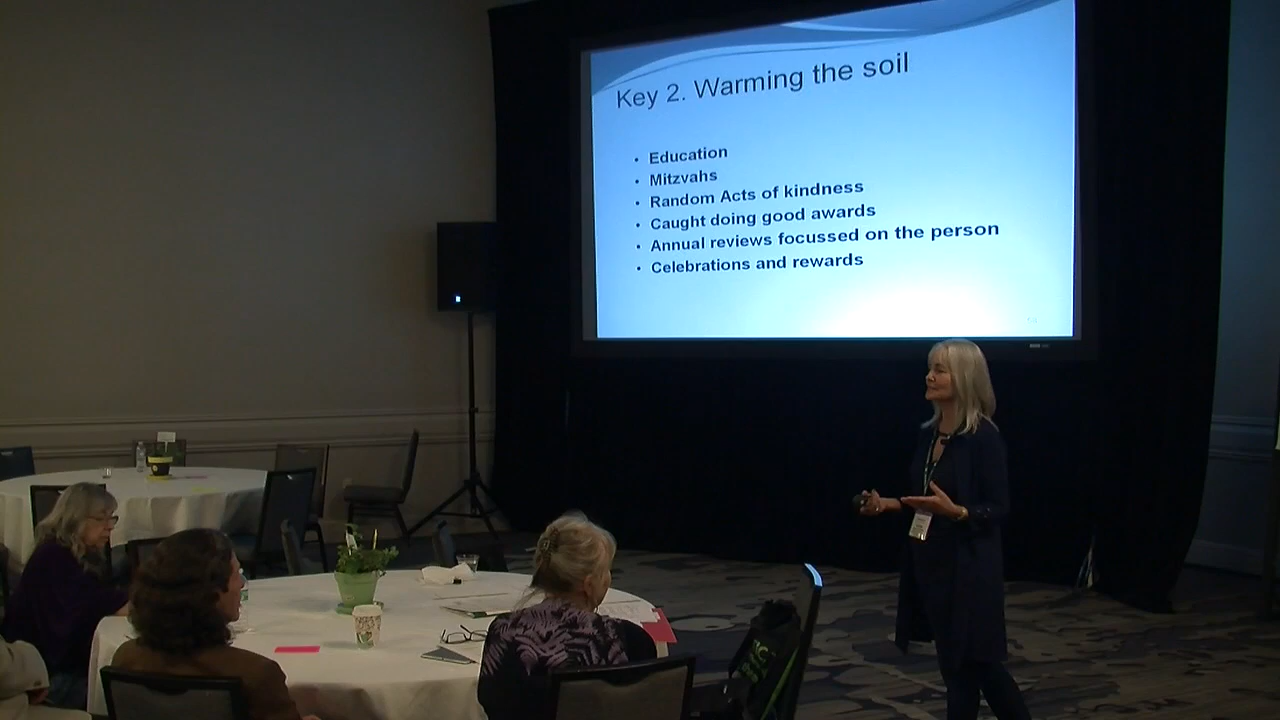 Key 2. Warming the soil
• Education
• Mitzvahs
• Random Acts of kindness
• Caught doing good awards
• Annual reviews focussed on the person
• Celebrations and rewards